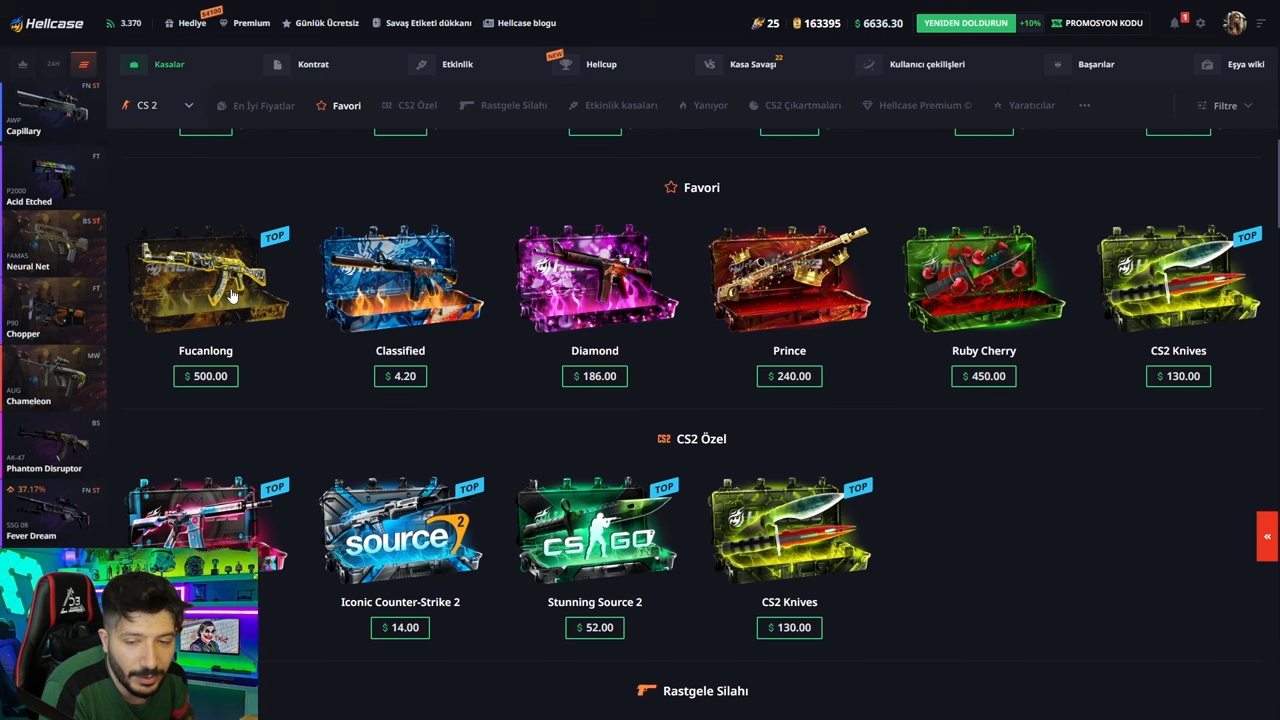 Hellcase
3.370
Hediye
$4100
Premium
Günlük Ücretsiz
Savaş Etiketi dükkanı
Hellcase blogu
25
163395
$ 6636.30
YENİDEN DOLDURUN
+10%
PROMOSYON KODU
1
24H
Kasalar
Kontrat
Etkinlik
NEW
Hellcup
VS
Kasa Savaşı
22
Kullanıcı çekilişleri
Başarılar
Eşya wiki
CS 2
En İyi Fiyatlar
Favori
CS2 Özel
Rastgele Silahı
Etkinlik kasaları
Yanıyor
CS2 Çıkartmaları
Hellcase Premium ©
Yaratıcılar
Filtre
FN ST
AWP
Capillary
FT
P2000
Acid Etched
BS ST
FAMAS
Neural Net
FT
P90
Chopper
MW
AUG
Chameleon
BS
AK-47
Phantom Disruptor
37.17%
FN ST
SSG 08
Fever Dream
Favori
TOP
TOP
Fucanlong
Classified
Diamond
Prince
Ruby Cherry
CS2 Knives
$ 500.00
$ 4.20
$ 186.00
$ 240.00
$ 450.00
$ 130.00
CS2 CS2 Özel
TOP
TOP
TOP
TOP
source 2
CS GO
Iconic Counter-Strike 2
Stunning Source 2
CS2 Knives
$ 14.00
$ 52.00
$ 130.00
Rastgele Silahı